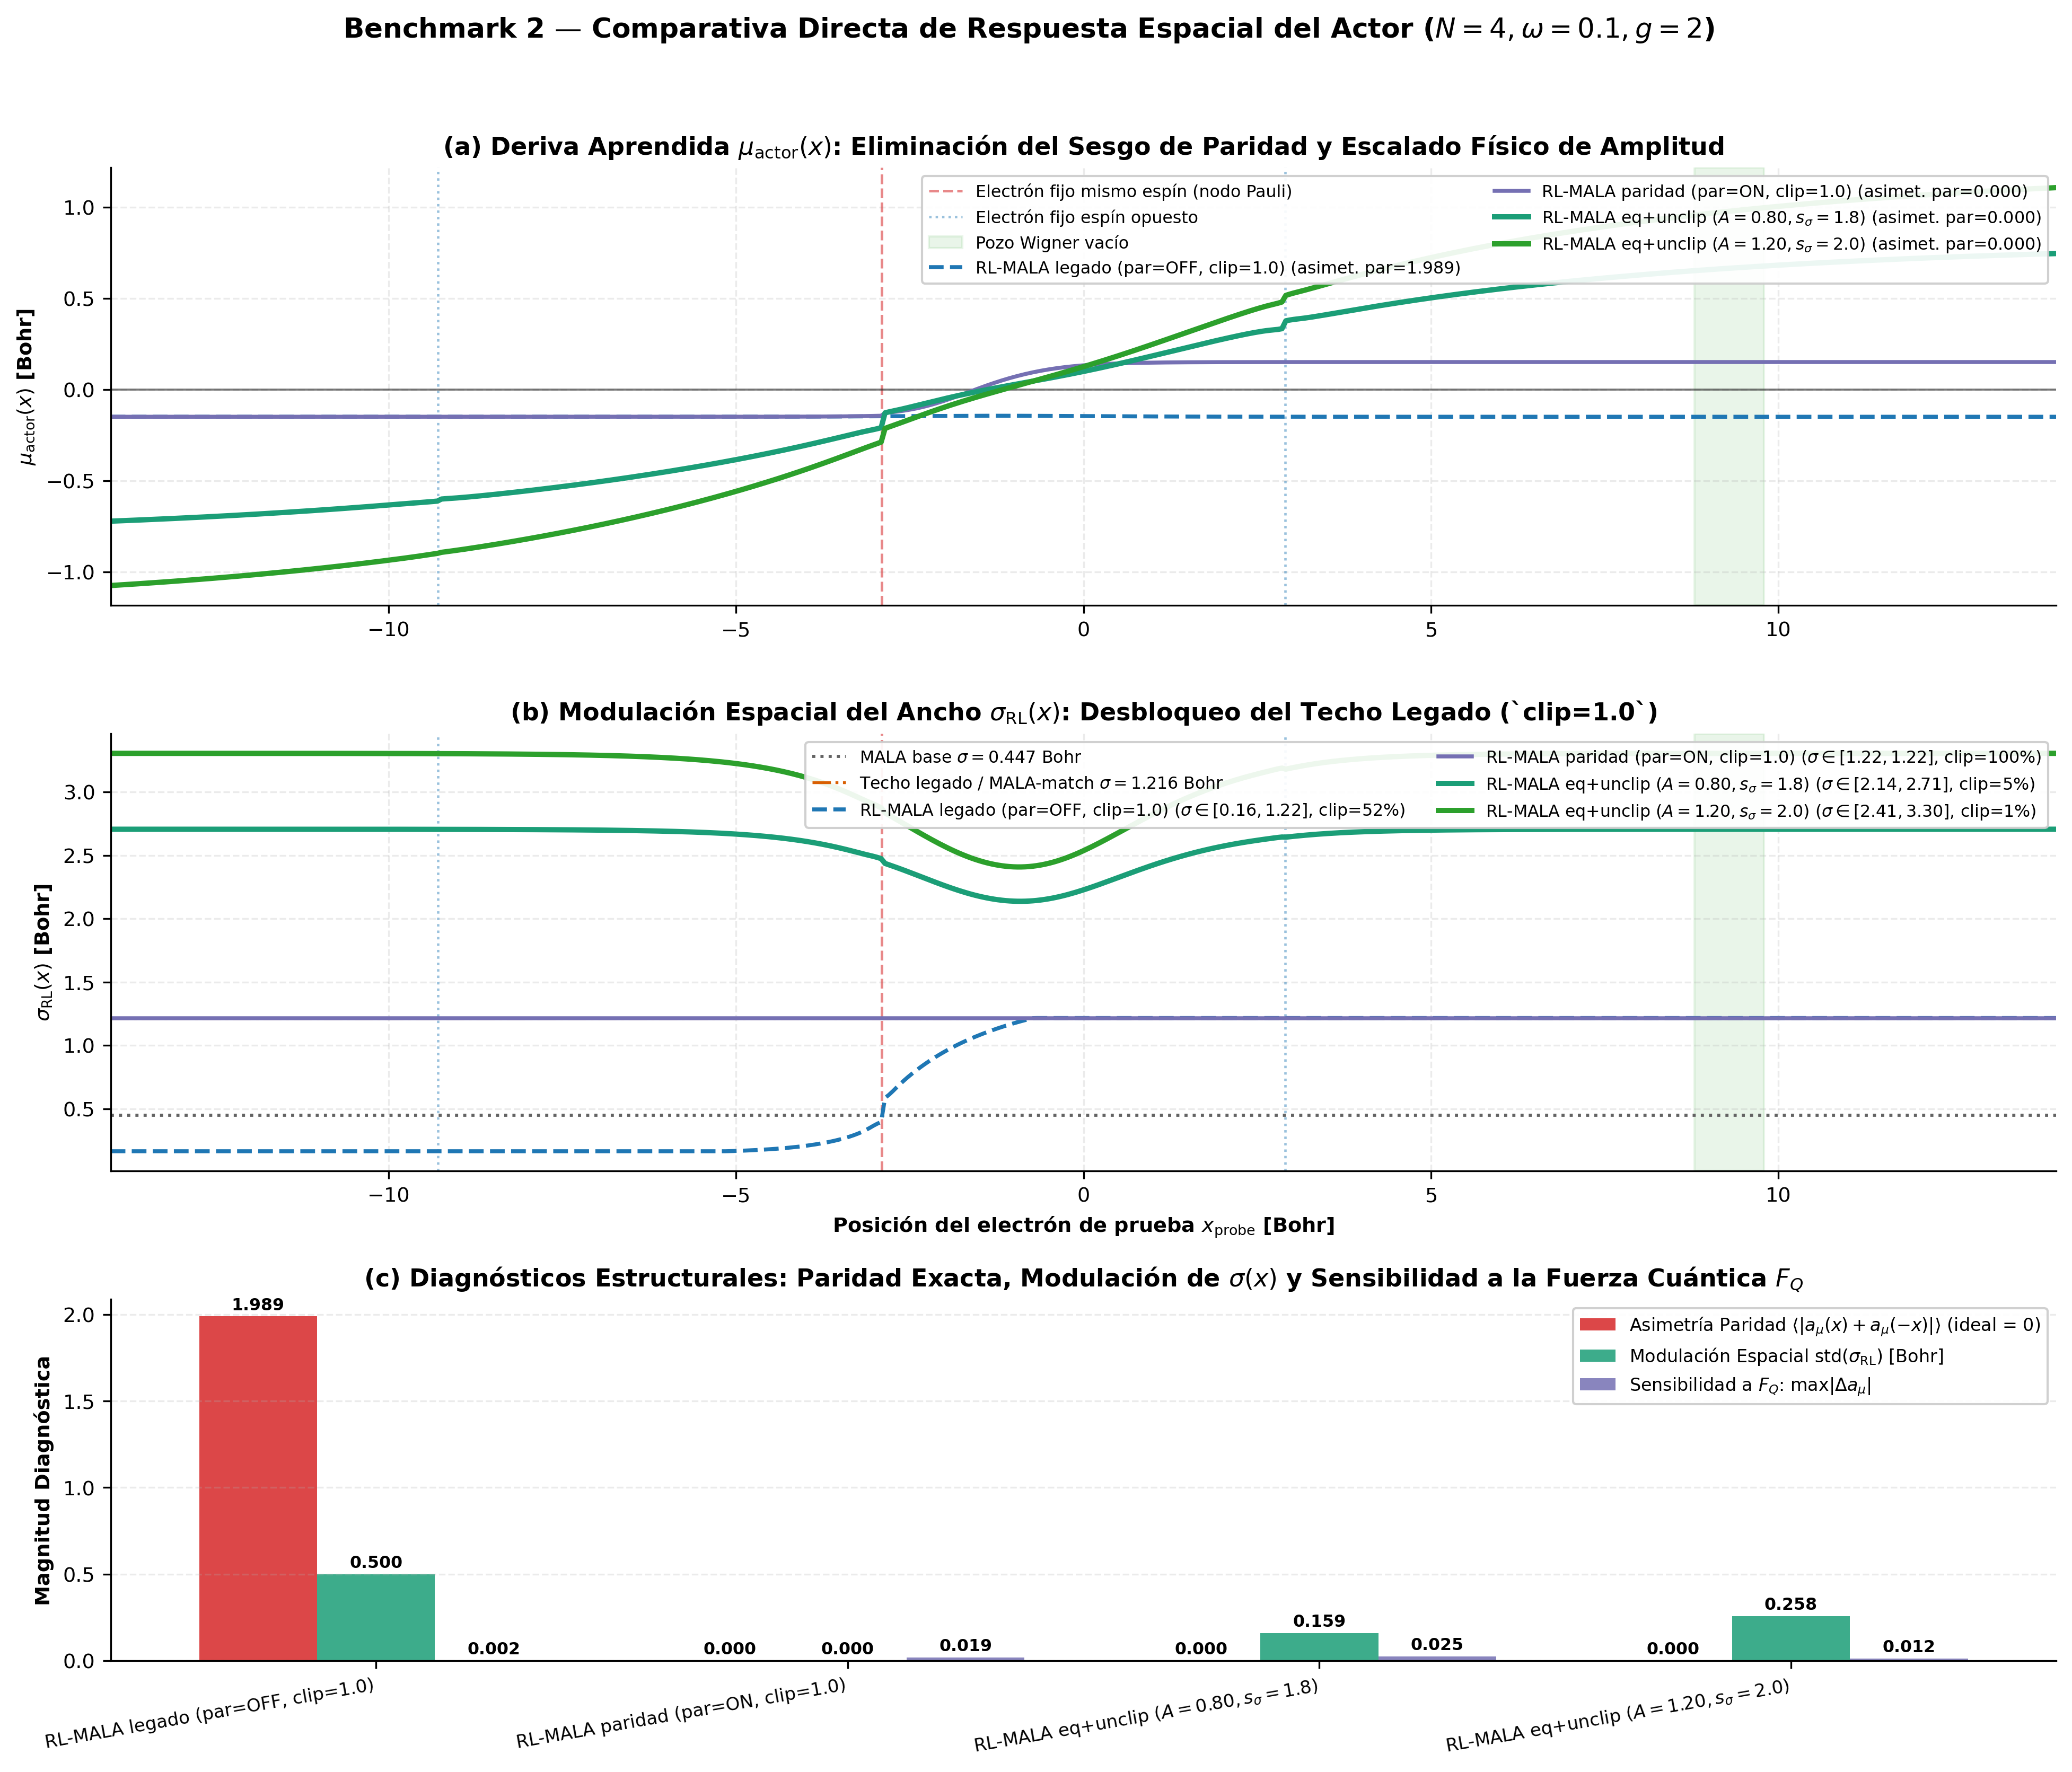 Benchmark 2 — Comparativa Directa de Respuesta Espacial del Actor (N = 4, ω = 0.1, g = 2)
(a) Deriva Aprendida μ_actor(x): Eliminación del Sesgo de Paridad y Escalado Físico de Amplitud
μ_actor(x) [Bohr]
1.0
0.5
0.0
−0.5
−1.0
Electrón fijo mismo espín (nodo Pauli)
Electrón fijo espín opuesto
Pozo Wigner vacío
RL-MALA legado (par=OFF, clip=1.0) (asimet. par=1.989)
RL-MALA paridad (par=ON, clip=1.0) (asimet. par=0.000)
RL-MALA eq+unclip (A = 0.80, s_σ = 1.8) (asimet. par=0.000)
RL-MALA eq+unclip (A = 1.20, s_σ = 2.0) (asimet. par=0.000)
−10 −5 0 5 10
(b) Modulación Espacial del Ancho σ_RL(x): Desbloqueo del Techo Legado (`clip=1.0`)
σ_RL(x) [Bohr]
3.0
2.5
2.0
1.5
1.0
0.5
MALA base σ = 0.447 Bohr
Techo legado / MALA-match σ = 1.216 Bohr
RL-MALA legado (par=OFF, clip=1.0) (σ ∈ [0.16, 1.22], clip=52%)
RL-MALA paridad (par=ON, clip=1.0) (σ ∈ [1.22, 1.22], clip=100%)
RL-MALA eq+unclip (A = 0.80, s_σ = 1.8) (σ ∈ [2.14, 2.71], clip=5%)
RL-MALA eq+unclip (A = 1.20, s_σ = 2.0) (σ ∈ [2.41, 3.30], clip=1%)
−10 −5 0 5 10
Posición del electrón de prueba x_probe [Bohr]
(c) Diagnósticos Estructurales: Paridad Exacta, Modulación de σ(x) y Sensibilidad a la Fuerza Cuántica F_Q
Magnitud Diagnóstica
2.0
1.5
1.0
0.5
0.0
Asimetría Paridad ⟨|a_μ(x) + a_μ(−x)|⟩ (ideal = 0)
Modulación Espacial std(σ_RL) [Bohr]
Sensibilidad a F_Q: max|Δa_μ|
1.989 0.500 0.002
0.000 0.000 0.019
0.000 0.159 0.025
0.000 0.258 0.012
RL-MALA legado (par=OFF, clip=1.0)
RL-MALA paridad (par=ON, clip=1.0)
RL-MALA eq+unclip (A = 0.80, s_σ = 1.8)
RL-MALA eq+unclip (A = 1.20, s_σ = 2.0)